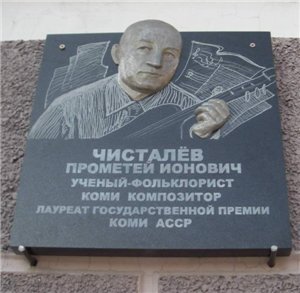 ЧИСТАЛЁВ
ПРОМЕТЕЙ ИОНОВИЧ
УЧЕНЫЙ-ФОЛЬКЛОРИСТ
КОМИ КОМПОЗИТОР
ЛАУРЕАТ ГОСУДАРСТВЕННОЙ ПРЕМИИ
КОМИ АССР